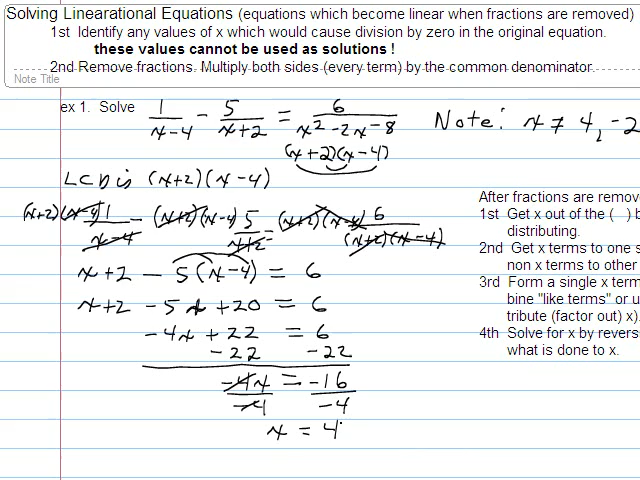 Solving Linearational Equations (equations which become linear when fractions are removed)
1st Identify any values of x which would cause division by zero in the original equation.
these values cannot be used as solutions !
2nd Remove fractions. Multiply both sides (every term) by the common denominator.
Note Title
ex 1. Solve 1/(x-4) - 5/(x+2) = 6/(x²-2x-8) Note: x ≠ 4, -2
(x+2)(x-4)
LCD is (x+2)(x-4)
(x+2)(x-4) 1/(x-4) - (x+2)(x-4) 5/(x+2) = (x+2)(x-4) 6/((x+2)(x-4))
x+2 - 5(x-4) = 6
x+2 - 5x +20 = 6
-4x + 22 = 6
-22 -22
-4x/-4 = -16/-4
x = 4
After fractions are remov
1st Get x out of the ( ) b
distributing.
2nd Get x terms to one s
non x terms to other
3rd Form a single x term
bine "like terms" or u
tribute (factor out) x)
4th Solve for x by revers
what is done to x.